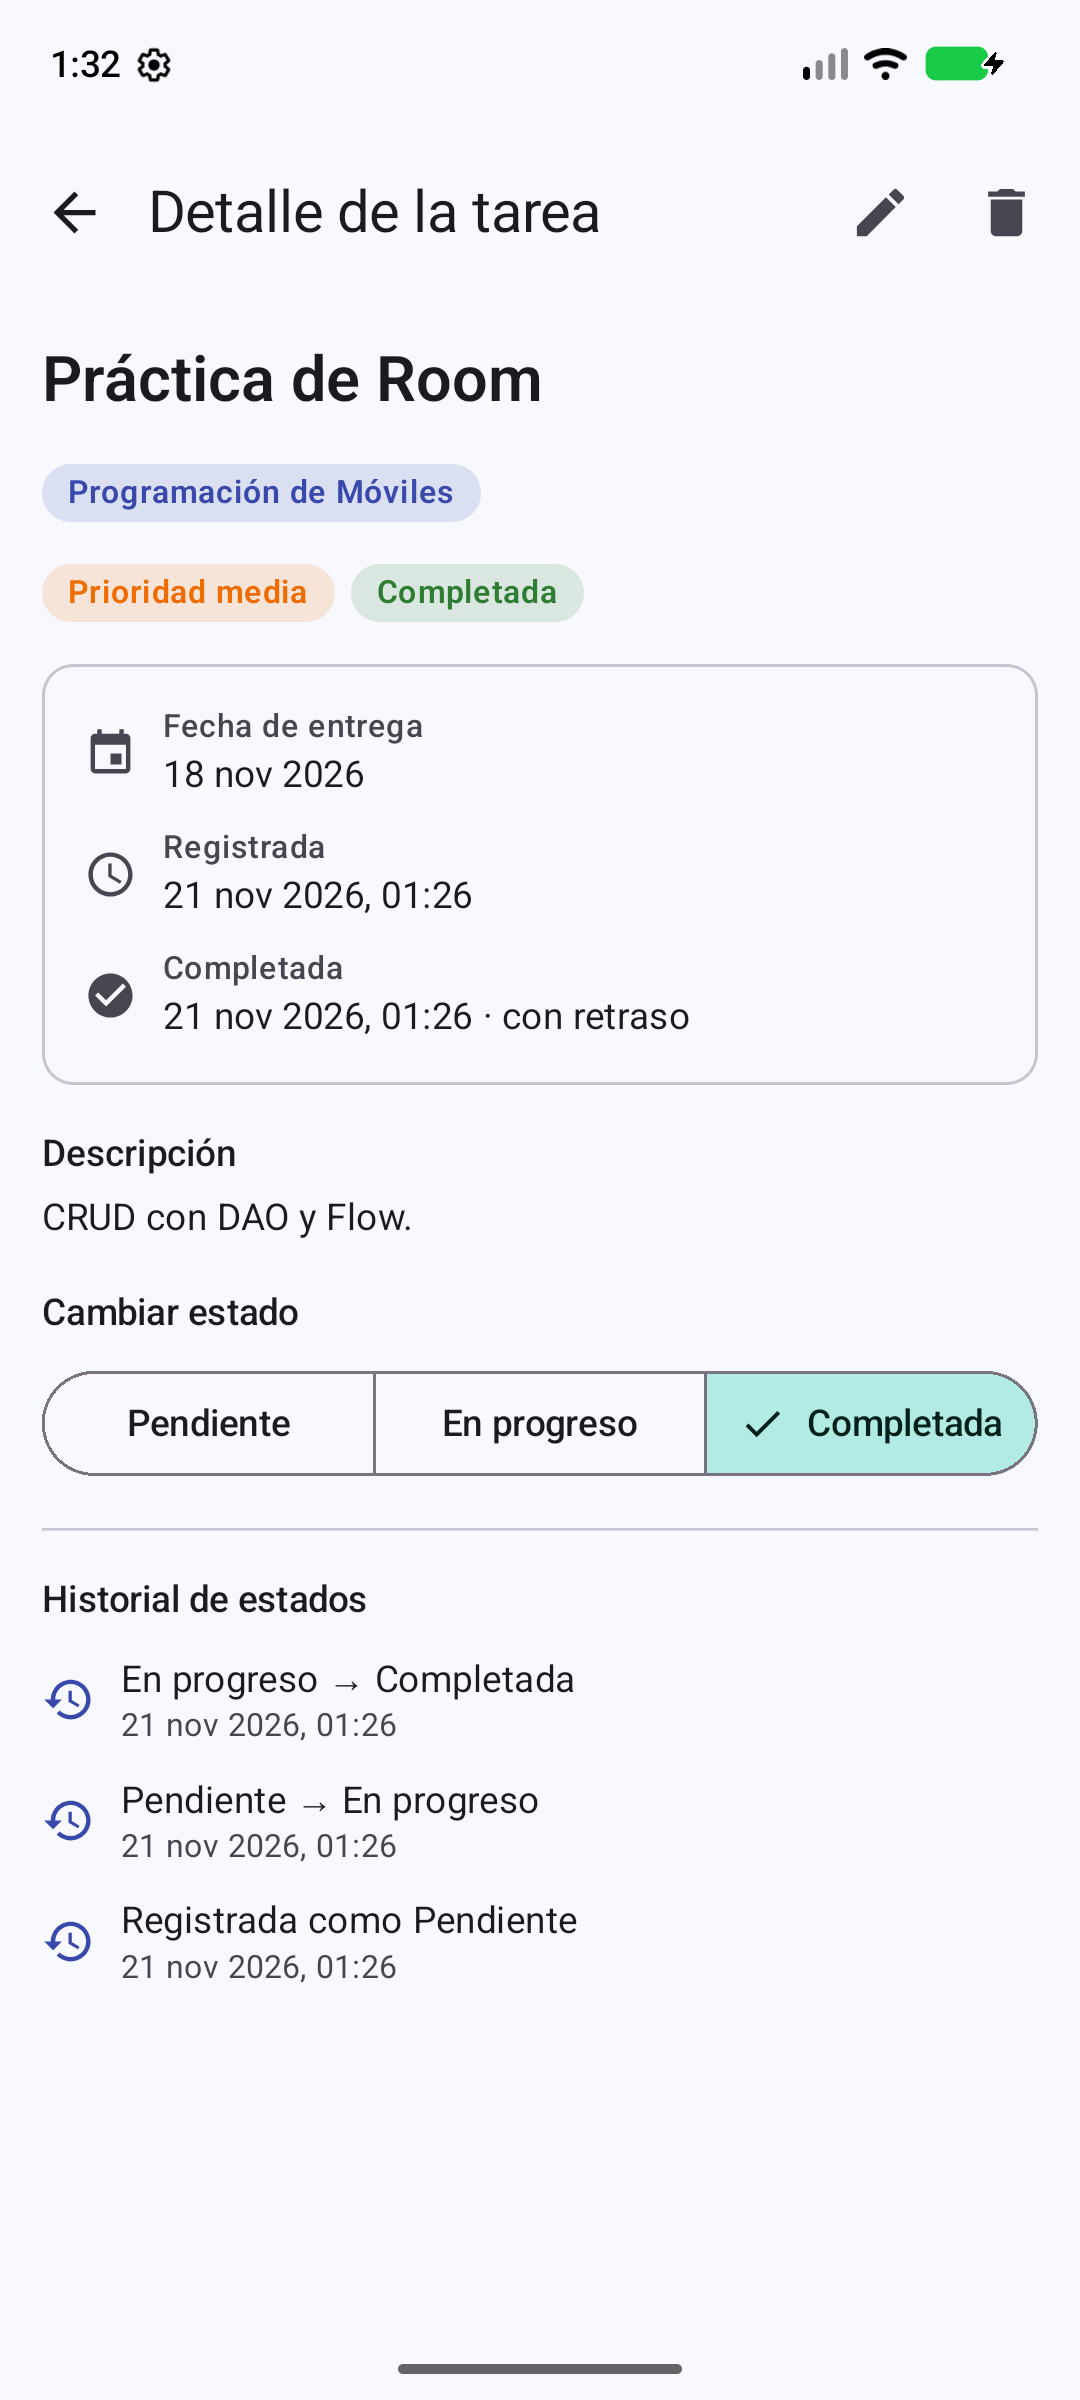 1:32
Detalle de la tarea
Práctica de Room
Programación de Móviles
Prioridad media
Completada
Fecha de entrega
18 nov 2026
Registrada
21 nov 2026, 01:26
Completada
21 nov 2026, 01:26 · con retraso
Descripción
CRUD con DAO y Flow.
Cambiar estado
Pendiente
En progreso
Completada
Historial de estados
En progreso → Completada
21 nov 2026, 01:26
Pendiente → En progreso
21 nov 2026, 01:26
Registrada como Pendiente
21 nov 2026, 01:26